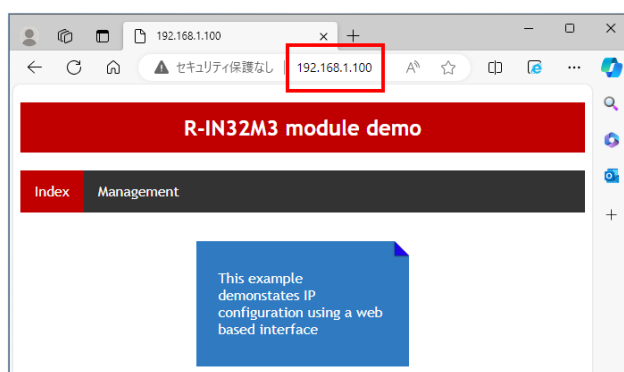 192.168.1.100
セキュリティ保護なし 192.168.1.100
R-IN32M3 module demo
Index Management
This example
demonstates IP
configuration using a web
based interface